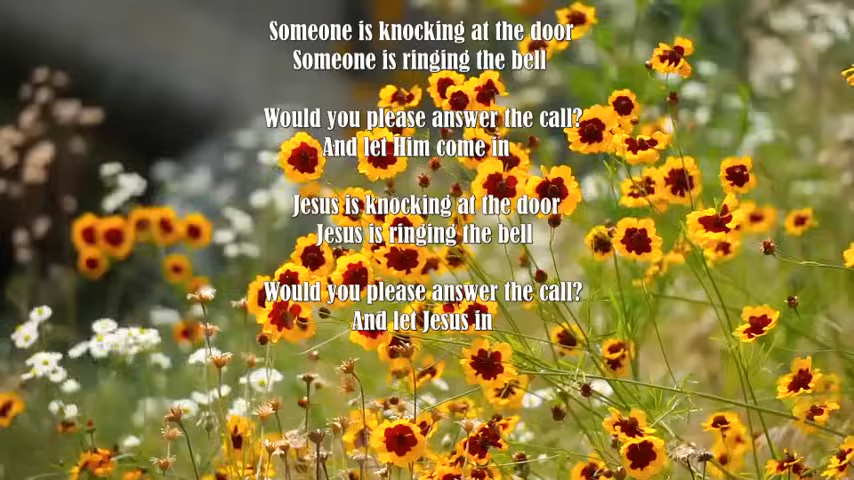 Someone is knocking at the door
Someone is ringing the bell
Would you please answer the call?
And let Him come in
Jesus is knocking at the door
Jesus is ringing the bell
Would you please answer the call?
And let Jesus in